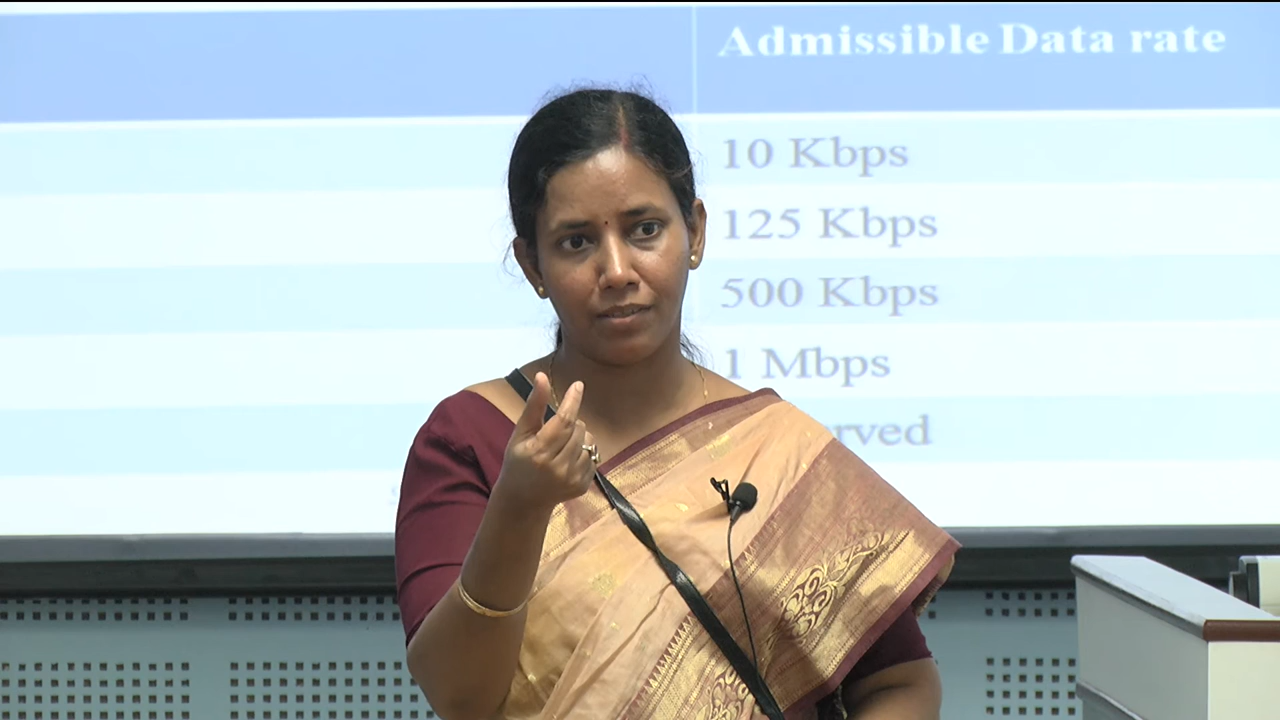 Admissible Data rate
10 Kbps
125 Kbps
500 Kbps
1 Mbps